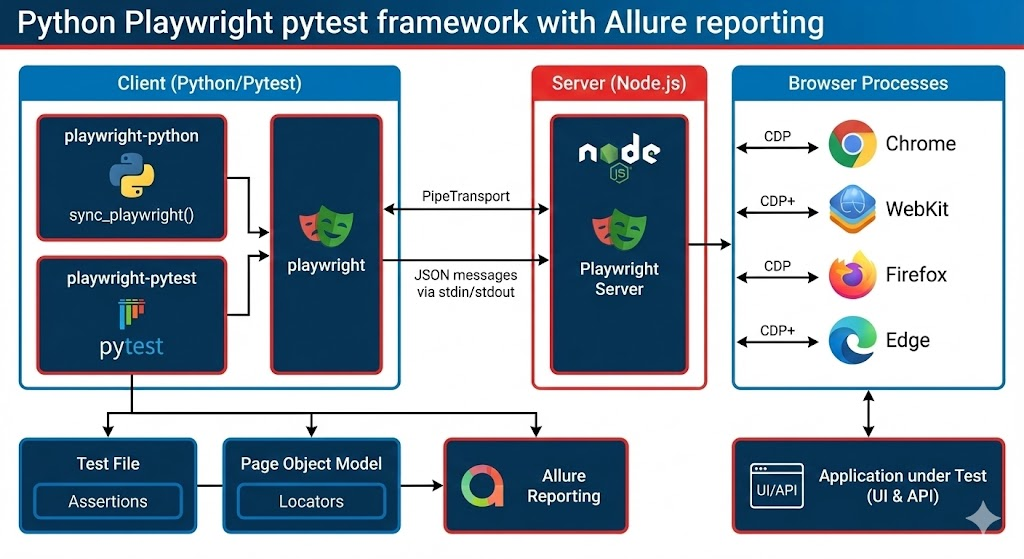 Python Playwright pytest framework with Allure reporting
Client (Python/Pytest)
playwright-python
sync_playwright()
playwright-pytest
pytest
playwright
PipeTransport
JSON messages
via stdin/stdout
Server (Node.js)
node
JS
Playwright
Server
Browser Processes
CDP
Chrome
CDP+
WebKit
CDP
Firefox
CDP+
Edge
Test File
Assertions
Page Object Model
Locators
Allure
Reporting
UI/API
Application under Test
(UI & API)